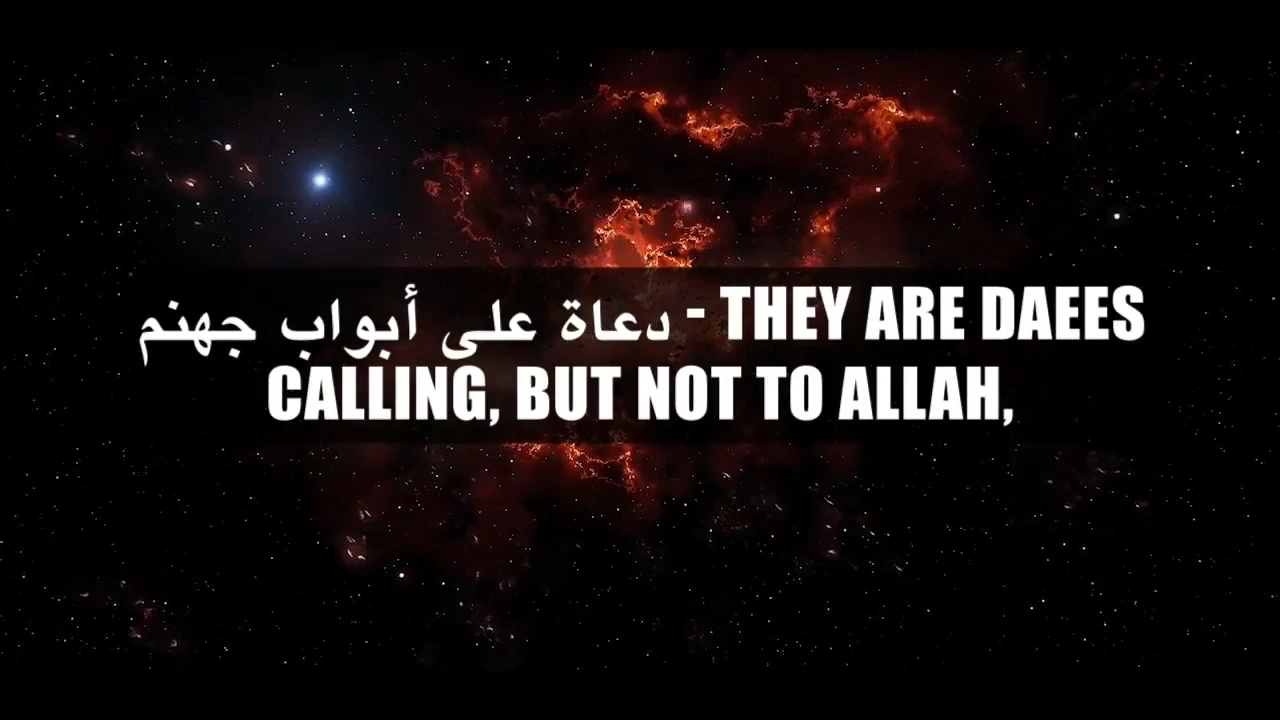 دعاة على أبواب جهنم - THEY ARE DAEES
CALLING, BUT NOT TO ALLAH,